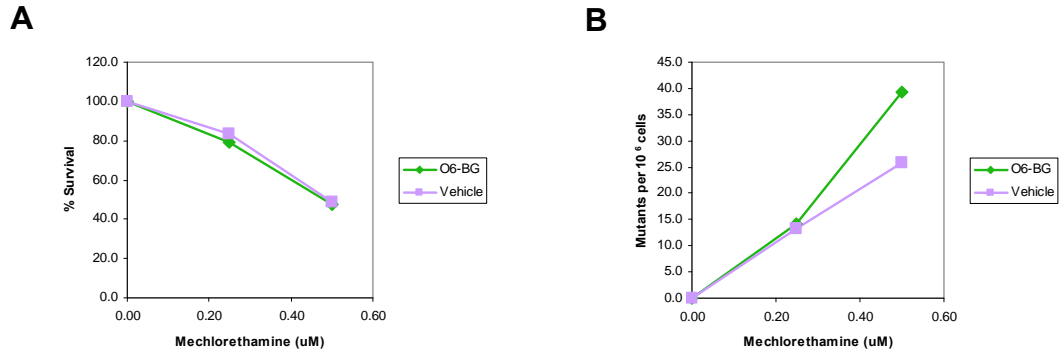 A
120.0
100.0
80.0
60.0
40.0
20.0
0.0
% Survival
0.00
0.20
0.40
0.60
Mechlorethamine (uM)
O6-BG
Vehicle
B
45.0
40.0
35.0
30.0
25.0
20.0
15.0
10.0
5.0
0.0
Mutants per 10 6 cells
0.00
0.20
0.40
0.60
Mechlorethamine (uM)
O6-BG
Vehicle